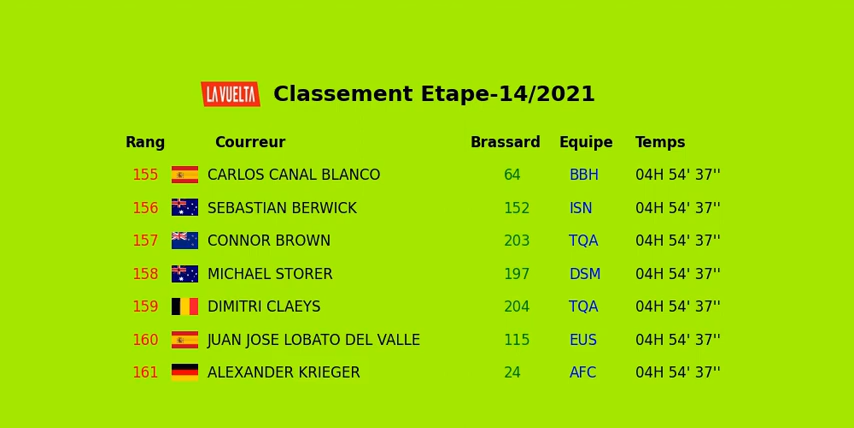 LA VUELTA Classement Etape-14/2021
Rang Courreur Brassard Equipe Temps
155 CARLOS CANAL BLANCO 64 BBH 04H 54' 37''
156 SEBASTIAN BERWICK 152 ISN 04H 54' 37''
157 CONNOR BROWN 203 TQA 04H 54' 37''
158 MICHAEL STORER 197 DSM 04H 54' 37''
159 DIMITRI CLAEYS 204 TQA 04H 54' 37''
160 JUAN JOSE LOBATO DEL VALLE 115 EUS 04H 54' 37''
161 ALEXANDER KRIEGER 24 AFC 04H 54' 37''